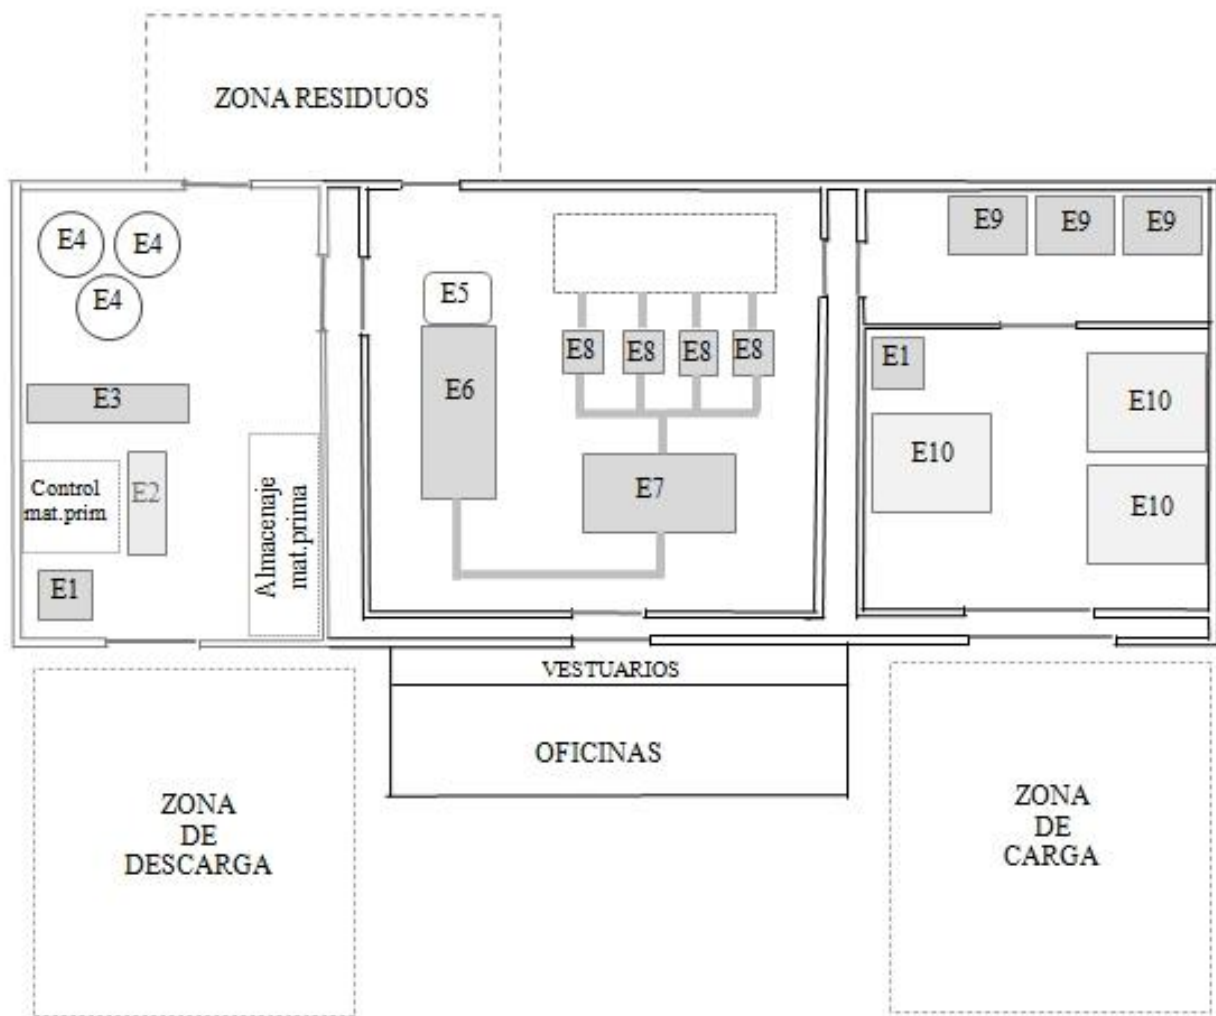 ZONA RESIDUOS
E4
E4
E4
E3
Control
mat.prim
E2
E1
Almacenaje
mat.prima
E5
E6
E8
E8
E8
E8
E7
E9
E9
E9
E1
E10
E10
E10
VESTUARIOS
OFICINAS
ZONA
DE
DESCARGA
ZONA
DE
CARGA